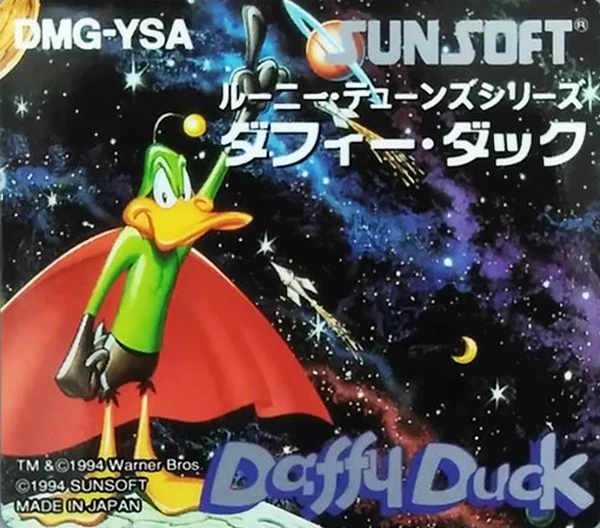 DMG-YSA
SUNSOFT®
ルーニー・テューンズシリーズ
ダフィー・ダック
TM &©1994 Warner Bros.
©1994 SUNSOFT
MADE IN JAPAN
Daffy Duck